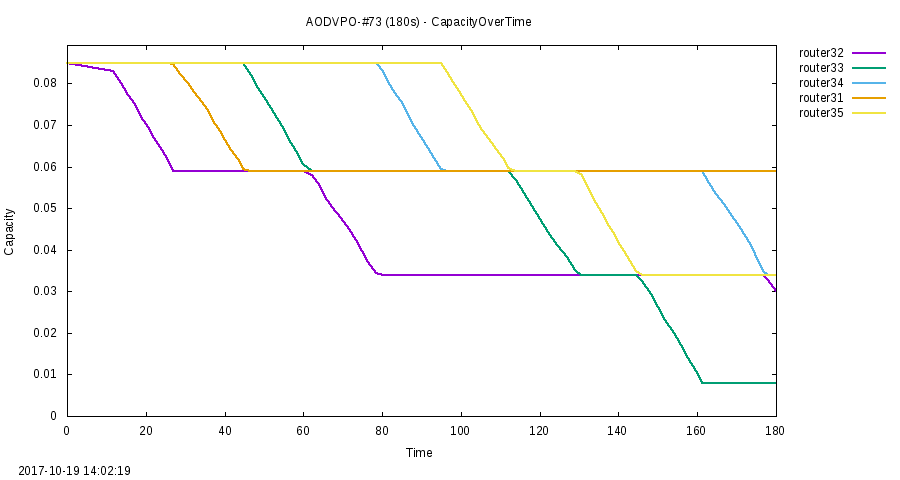 AODVPO-#73 (180s) - CapacityOverTime
router32
router33
router34
router31
router35
0.08
0.07
0.06
0.05
0.04
0.03
0.02
0.01
0
Capacity
0 20 40 60 80 100 120 140 160 180
Time
2017-10-19 14:02:19